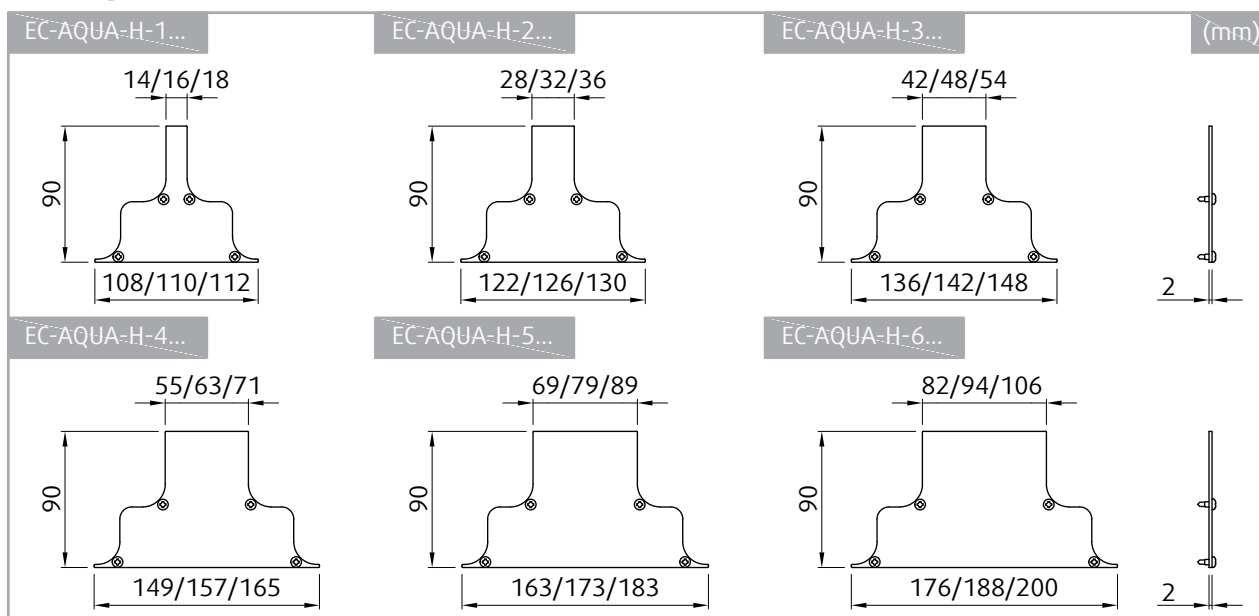 EC-AQUA-H-1...
EC-AQUA-H-2...
EC-AQUA-H-3...
(mm)
14/16/18
28/32/36
42/48/54
90
90
90
108/110/112
122/126/130
136/142/148
2
EC-AQUA-H-4...
EC-AQUA-H-5...
EC-AQUA-H-6...
55/63/71
69/79/89
82/94/106
90
90
90
149/157/165
163/173/183
176/188/200
2